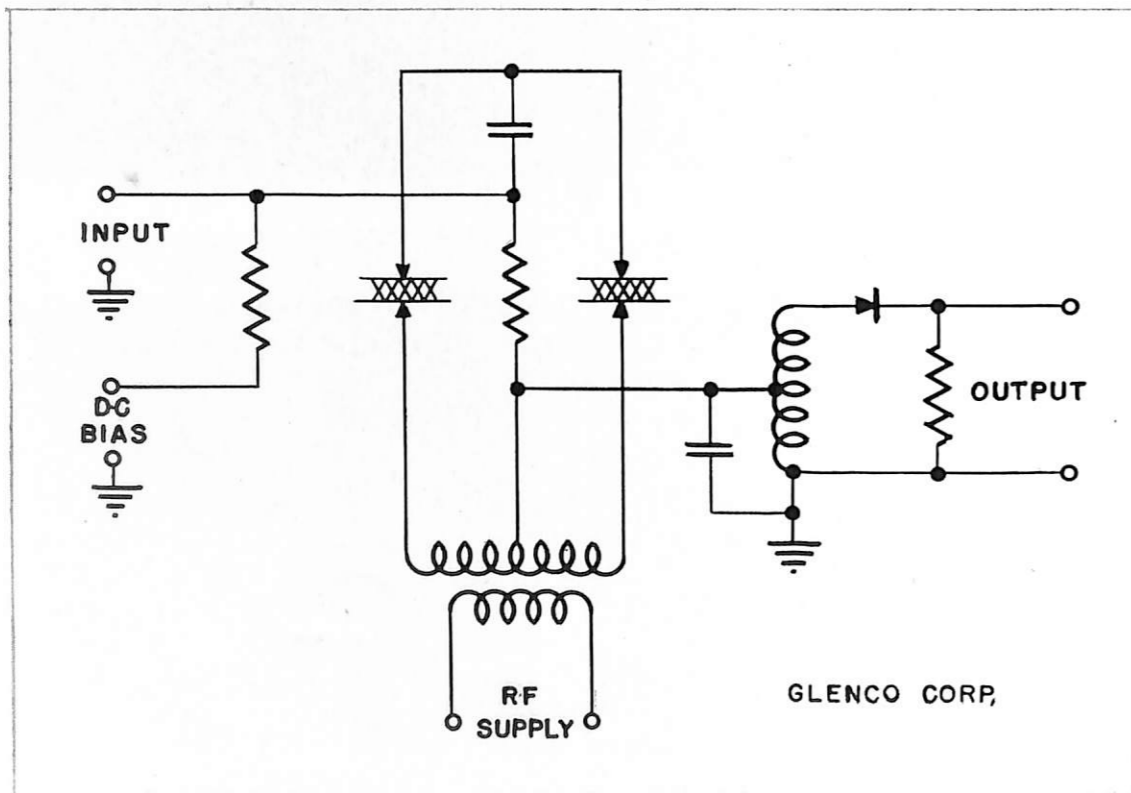 INPUT
D-C
BIAS
OUTPUT
R·F
SUPPLY
GLENCO CORP,